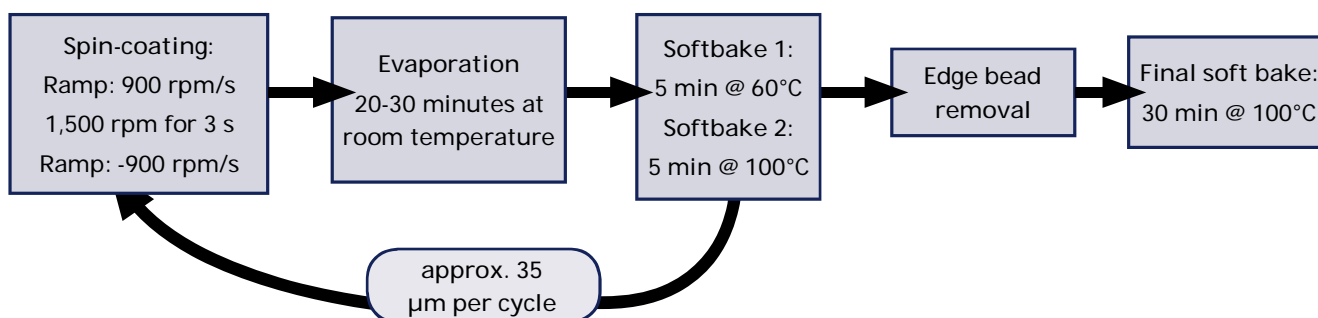 Spin-coating:
Ramp: 900 rpm/s
1,500 rpm for 3 s
Ramp: -900 rpm/s
Evaporation
20-30 minutes at
room temperature
Softbake 1:
5 min @ 60°C
Softbake 2:
5 min @ 100°C
Edge bead
removal
Final soft bake:
30 min @ 100°C
approx. 35
µm per cycle